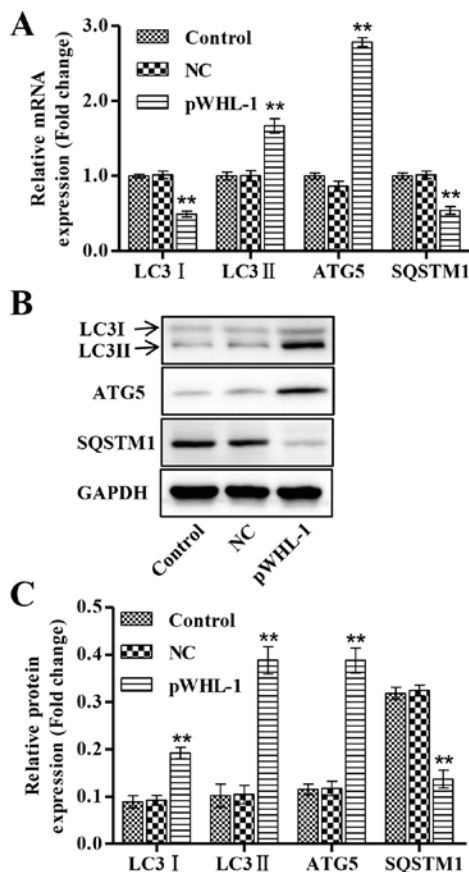 A
Relative mRNA
expression (Fold change)
3.0
2.0
1.0
0.0
Control
NC
pWHL-1
**
**
**
**
LC3 Ⅰ
LC3 Ⅱ
ATG5
SQSTM1
B
LC3I
LC3II
ATG5
SQSTM1
GAPDH
Control
NC
pWHL-1
C
Relative protein
expression (Fold change)
0.5
0.4
0.3
0.2
0.1
0.0
Control
NC
pWHL-1
**
**
**
**
LC3 Ⅰ
LC3 Ⅱ
ATG5
SQSTM1